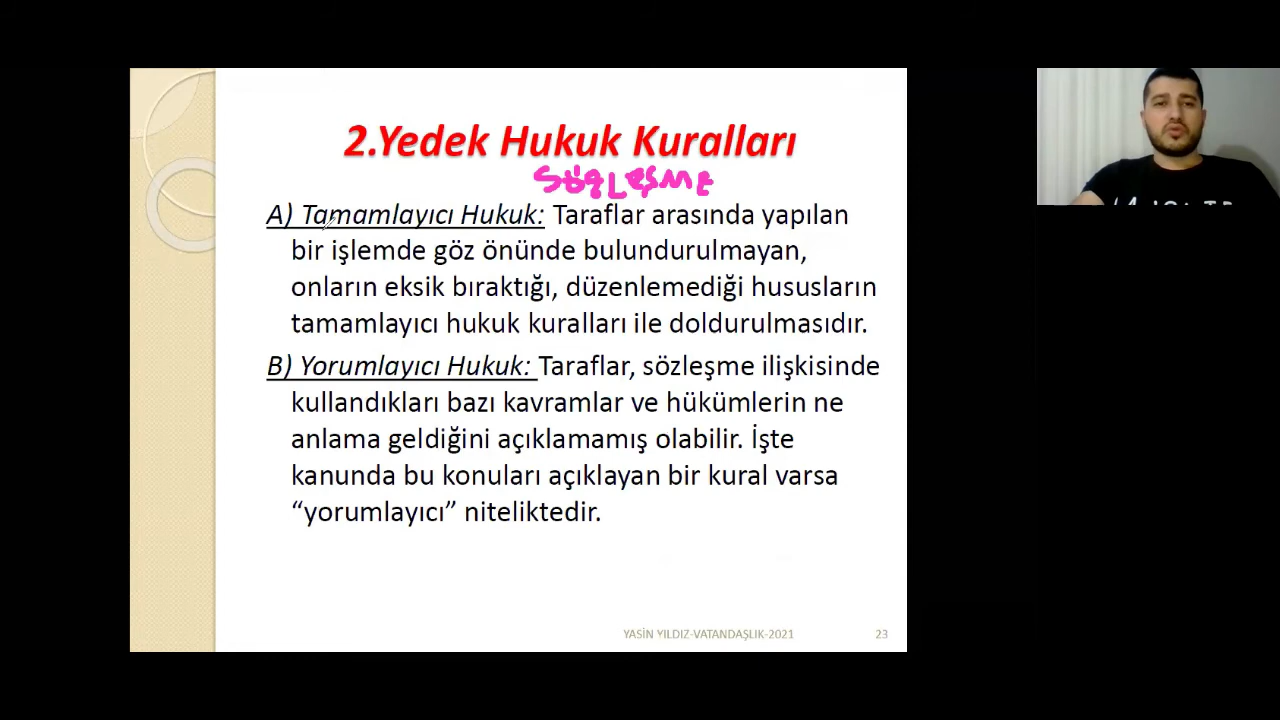 2.Yedek Hukuk Kuralları
SÖZLEŞME
A) Tamamlayıcı Hukuk: Taraflar arasında yapılan
bir işlemde göz önünde bulundurulmayan,
onların eksik bıraktığı, düzenlemediği hususların
tamamlayıcı hukuk kuralları ile doldurulmasıdır.
B) Yorumlayıcı Hukuk: Taraflar, sözleşme ilişkisinde
kullandıkları bazı kavramlar ve hükümlerin ne
anlama geldiğini açıklamamış olabilir. İşte
kanunda bu konuları açıklayan bir kural varsa
“yorumlayıcı” niteliktedir.
YASİN YILDIZ-VATANDAŞLIK-2021 23